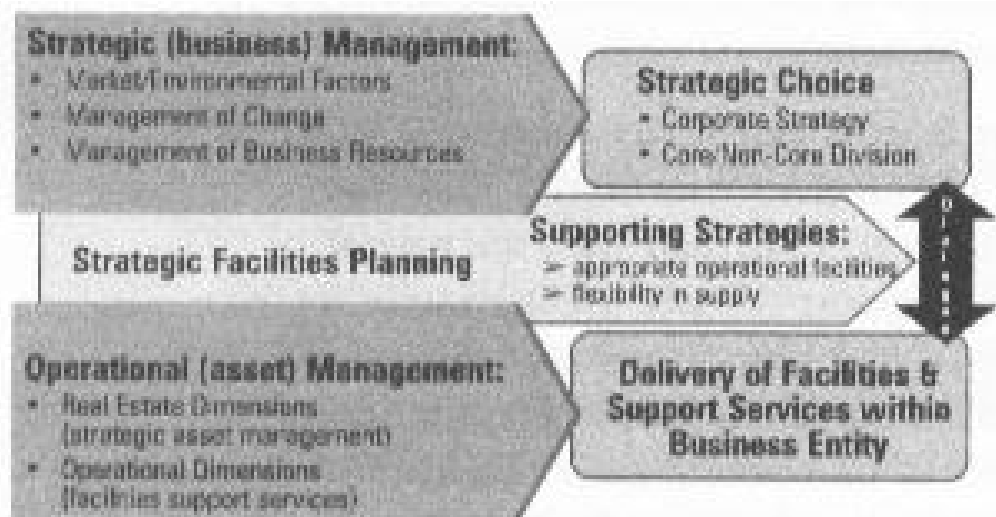 Strategic (business) Management:
• Market/Environmental Factors
• Management of Change
• Management of Business Resources
Strategic Choice
• Corporate Strategy
• Core/Non-Core Division
Strategic Facilities Planning
Supporting Strategies:
➢ appropriate operational facilities
➢ flexibility in supply
Operational (asset) Management:
• Real Estate Dimensions
(strategic asset management)
• Operational Dimensions
(facilities support services)
Delivery of Facilities &
Support Services within
Business Entity